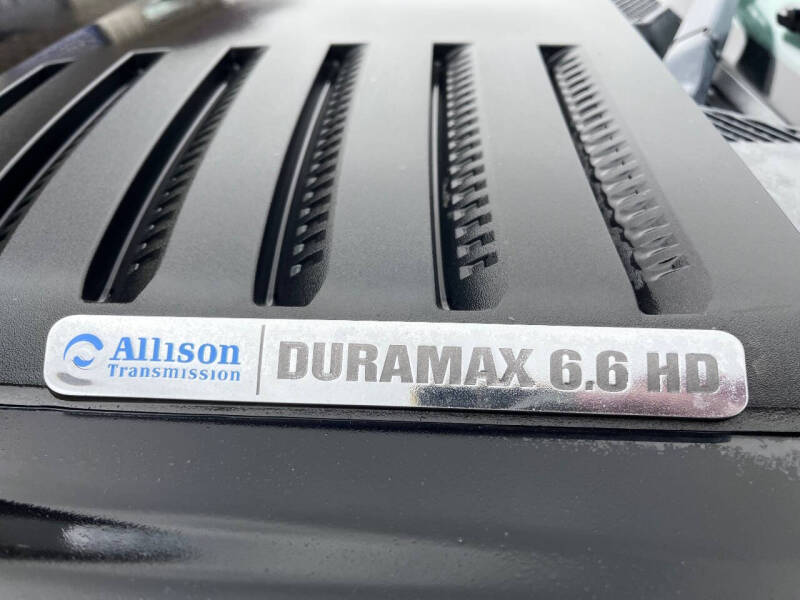 Allison
Transmission
DURAMAX 6.6 HD